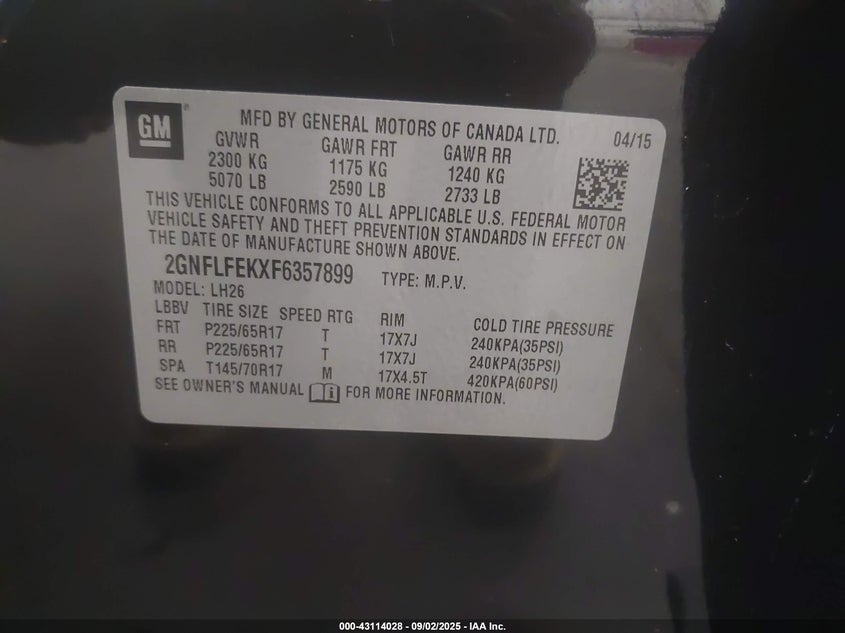 GM ®
MFD BY GENERAL MOTORS OF CANADA LTD. 04/15
GVWR GAWR FRT GAWR RR
2300 KG 1175 KG 1240 KG
5070 LB 2590 LB 2733 LB
THIS VEHICLE CONFORMS TO ALL APPLICABLE U.S. FEDERAL MOTOR
VEHICLE SAFETY AND THEFT PREVENTION STANDARDS IN EFFECT ON
THE DATE OF MANUFACTURE SHOWN ABOVE.
2GNFLFEKXF6357899 TYPE: M.P.V.
MODEL: LH26
LBBV TIRE SIZE SPEED RTG RIM COLD TIRE PRESSURE
FRT P225/65R17 T 17X7J 240KPA(35PSI)
RR P225/65R17 T 17X7J 240KPA(35PSI)
SPA T145/70R17 M 17X4.5T 420KPA(60PSI)
SEE OWNER'S MANUAL FOR MORE INFORMATION.
000-43114028 - 09/02/2025 - IAA Inc.